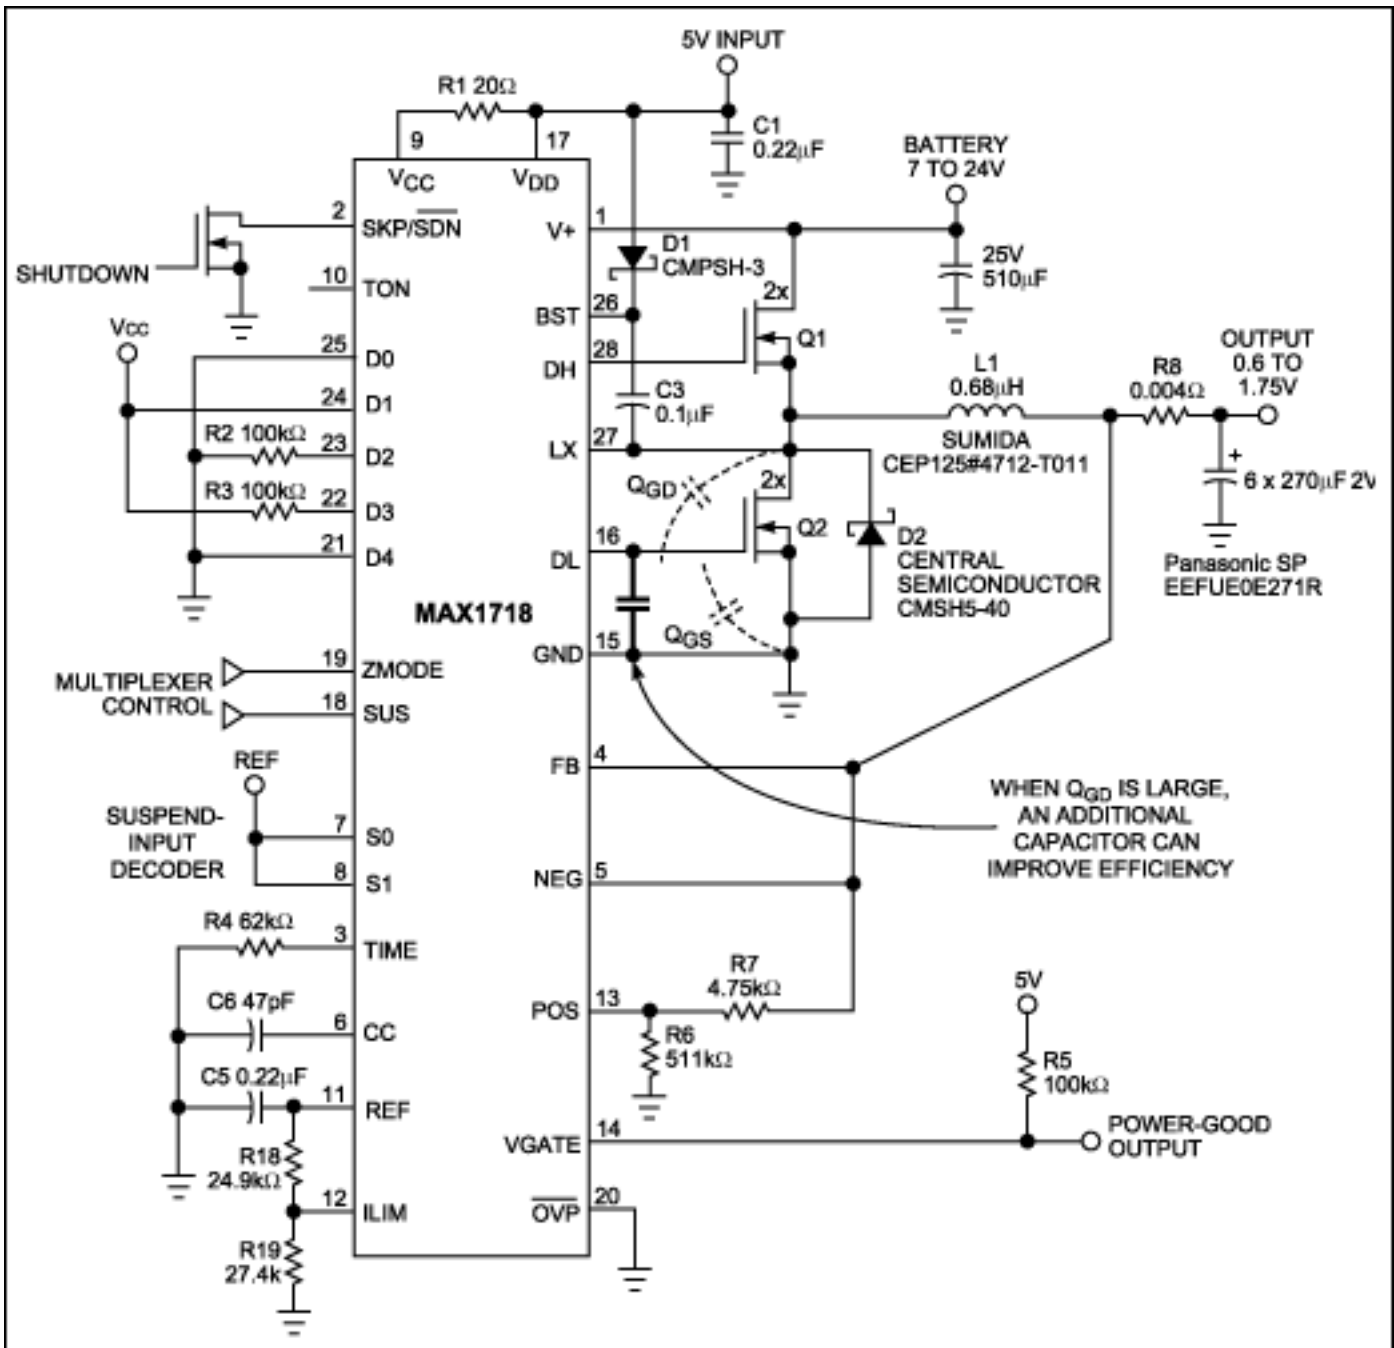 5V INPUT
R1 20Ω
9
17
C1
0.22µF
BATTERY
7 TO 24V
VCC
VDD
2
SKP/SDN
V+
1
D1
CMPSH-3
25V
510µF
SHUTDOWN
10
TON
2x
26
BST
Q1
VCC
25
D0
28
DH
OUTPUT
0.6 TO
1.75V
L1
0.68µH
R8
0.004Ω
24
D1
C3
0.1µF
R2 100kΩ
23
D2
LX
27
SUMIDA
CEP125#4712-T011
QGD
2x
+
6 x 270µF 2V
R3 100kΩ
22
D3
Q2
16
DL
D2
CENTRAL
SEMICONDUCTOR
CMSH5-40
Panasonic SP
EEFUE0E271R
21
D4
MAX1718
QGS
15
GND
MULTIPLEXER
CONTROL
19
ZMODE
18
SUS
FB
4
REF
SUSPEND-
INPUT
DECODER
7
S0
8
S1
WHEN QGD IS LARGE,
AN ADDITIONAL
CAPACITOR CAN
IMPROVE EFFICIENCY
NEG
5
R4 62kΩ
3
TIME
R7
4.75kΩ
5V
C6 47pF
6
CC
POS
13
R6
511kΩ
R5
100kΩ
C5 0.22µF
11
REF
VGATE
14
POWER-GOOD
OUTPUT
R18
24.9kΩ
12
ILIM
OVP
20
R19
27.4k